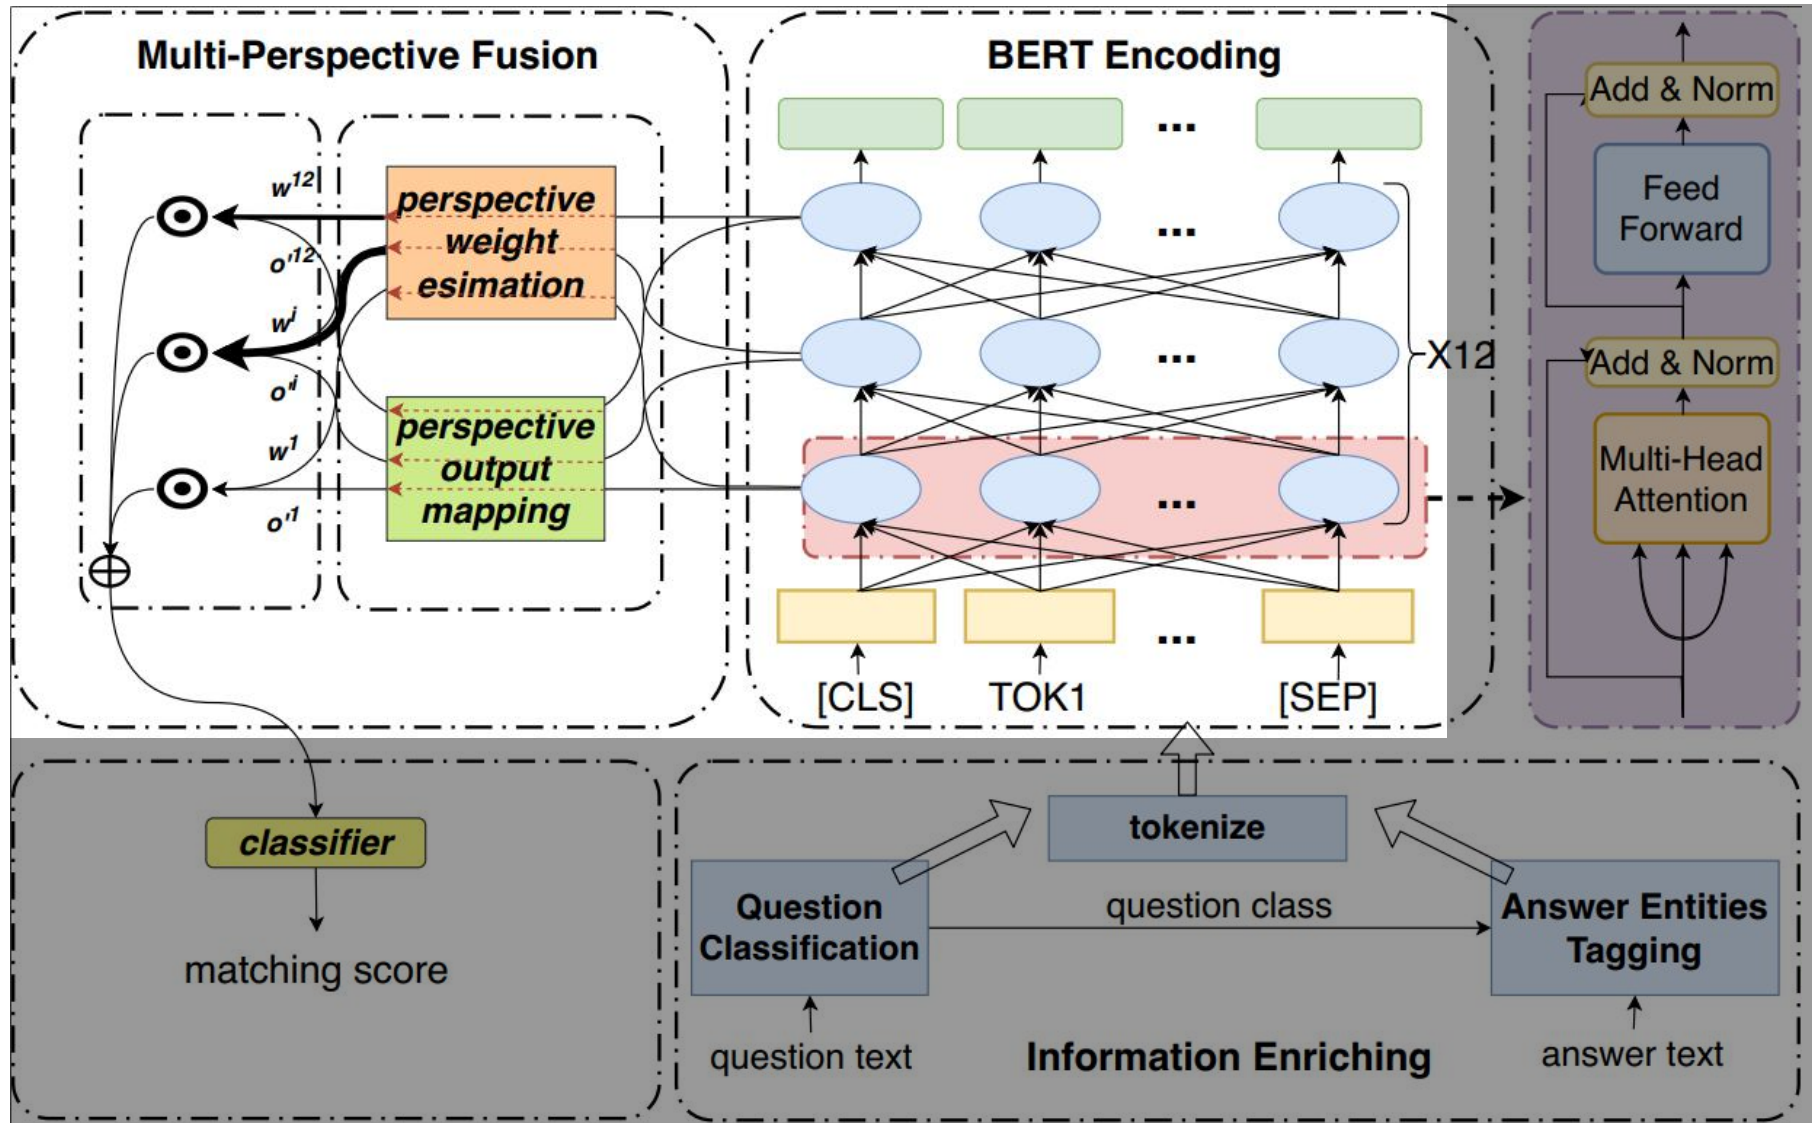 Multi-Perspective Fusion
BERT Encoding
w12
o'12
wi
o'i
w1
o'1
perspective
weight
esimation
perspective
output
mapping
...
...
...
...
...
X12
[CLS]
TOK1
[SEP]
Add & Norm
Feed
Forward
Add & Norm
Multi-Head
Attention
classifier
matching score
tokenize
Question
Classification
question class
Answer Entities
Tagging
question text
Information Enriching
answer text